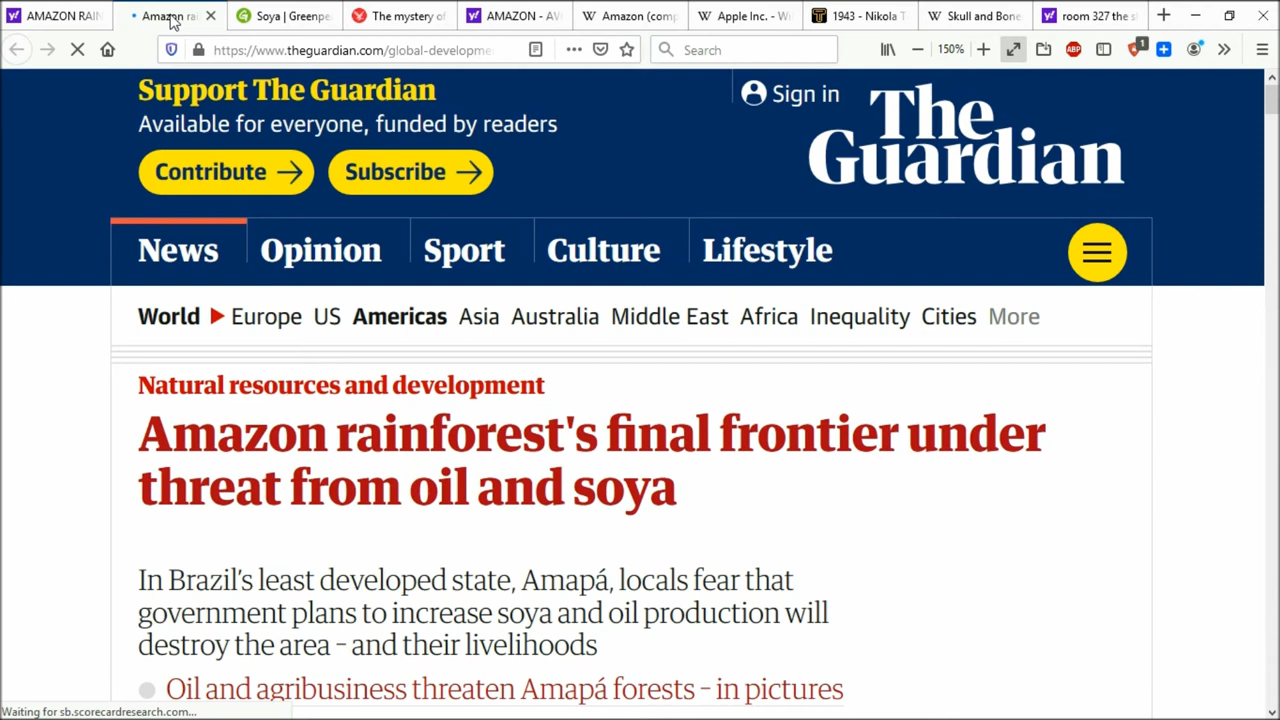 AMAZON RAIN
Amazon rai
Soya | Greenpe
The mystery of
AMAZON - AV
Amazon (comp
Apple Inc. - Wi
1943 - Nikola T
Skull and Bone
room 327 the s
https://www.theguardian.com/global-developme
Search
150%
ABP
1
Support The Guardian
Available for everyone, funded by readers
Contribute
Subscribe
Sign in
The
Guardian
News Opinion Sport Culture Lifestyle
World Europe US Americas Asia Australia Middle East Africa Inequality Cities More
Natural resources and development
Amazon rainforest's final frontier under
threat from oil and soya
In Brazil's least developed state, Amapá, locals fear that
government plans to increase soya and oil production will
destroy the area – and their livelihoods
Oil and agribusiness threaten Amapá forests – in pictures
Waiting for sb.scorecardresearch.com...